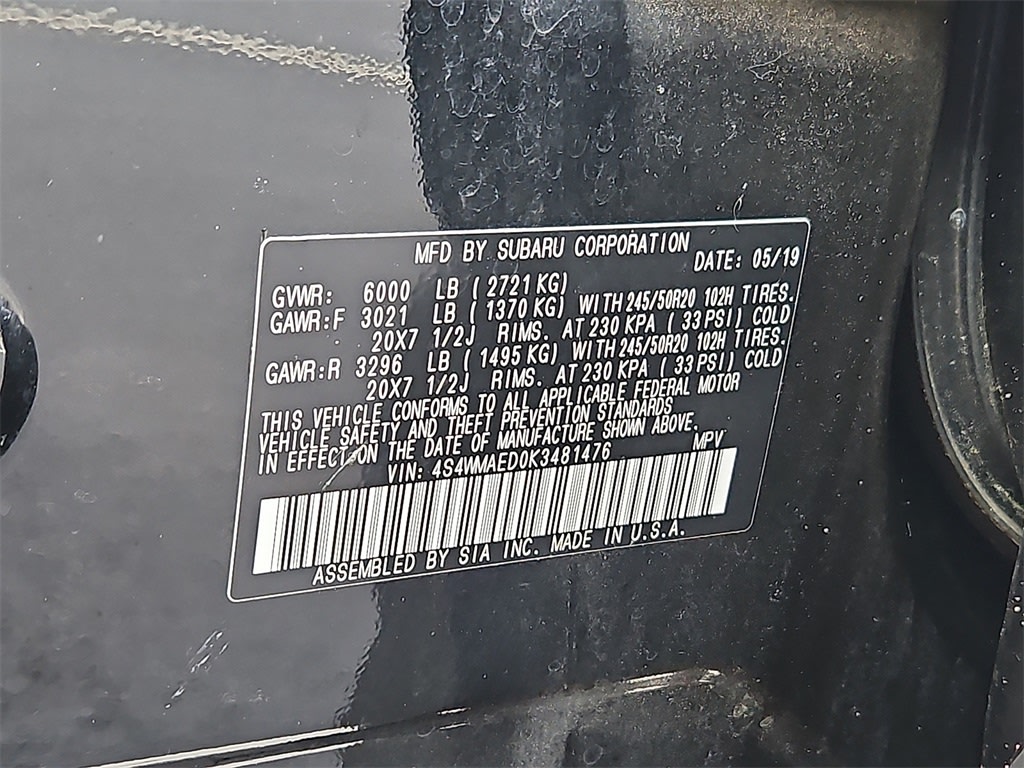 MFD BY SUBARU CORPORATION
DATE: 05/19
GVWR: 6000 LB ( 2721 KG)
GAWR:F 3021 LB ( 1370 KG) WITH 245/50R20 102H TIRES.
20X7 1/2J RIMS. AT 230 KPA ( 33 PSI) COLD
GAWR:R 3296 LB ( 1495 KG) WITH 245/50R20 102H TIRES.
20X7 1/2J RIMS. AT 230 KPA ( 33 PSI) COLD
THIS VEHICLE CONFORMS TO ALL APPLICABLE FEDERAL MOTOR
VEHICLE SAFETY AND THEFT PREVENTION STANDARDS
IN EFFECT ON THE DATE OF MANUFACTURE SHOWN ABOVE.
VIN: 4S4WMAED0K3481476 MPV
ASSEMBLED BY SIA INC. MADE IN U.S.A.